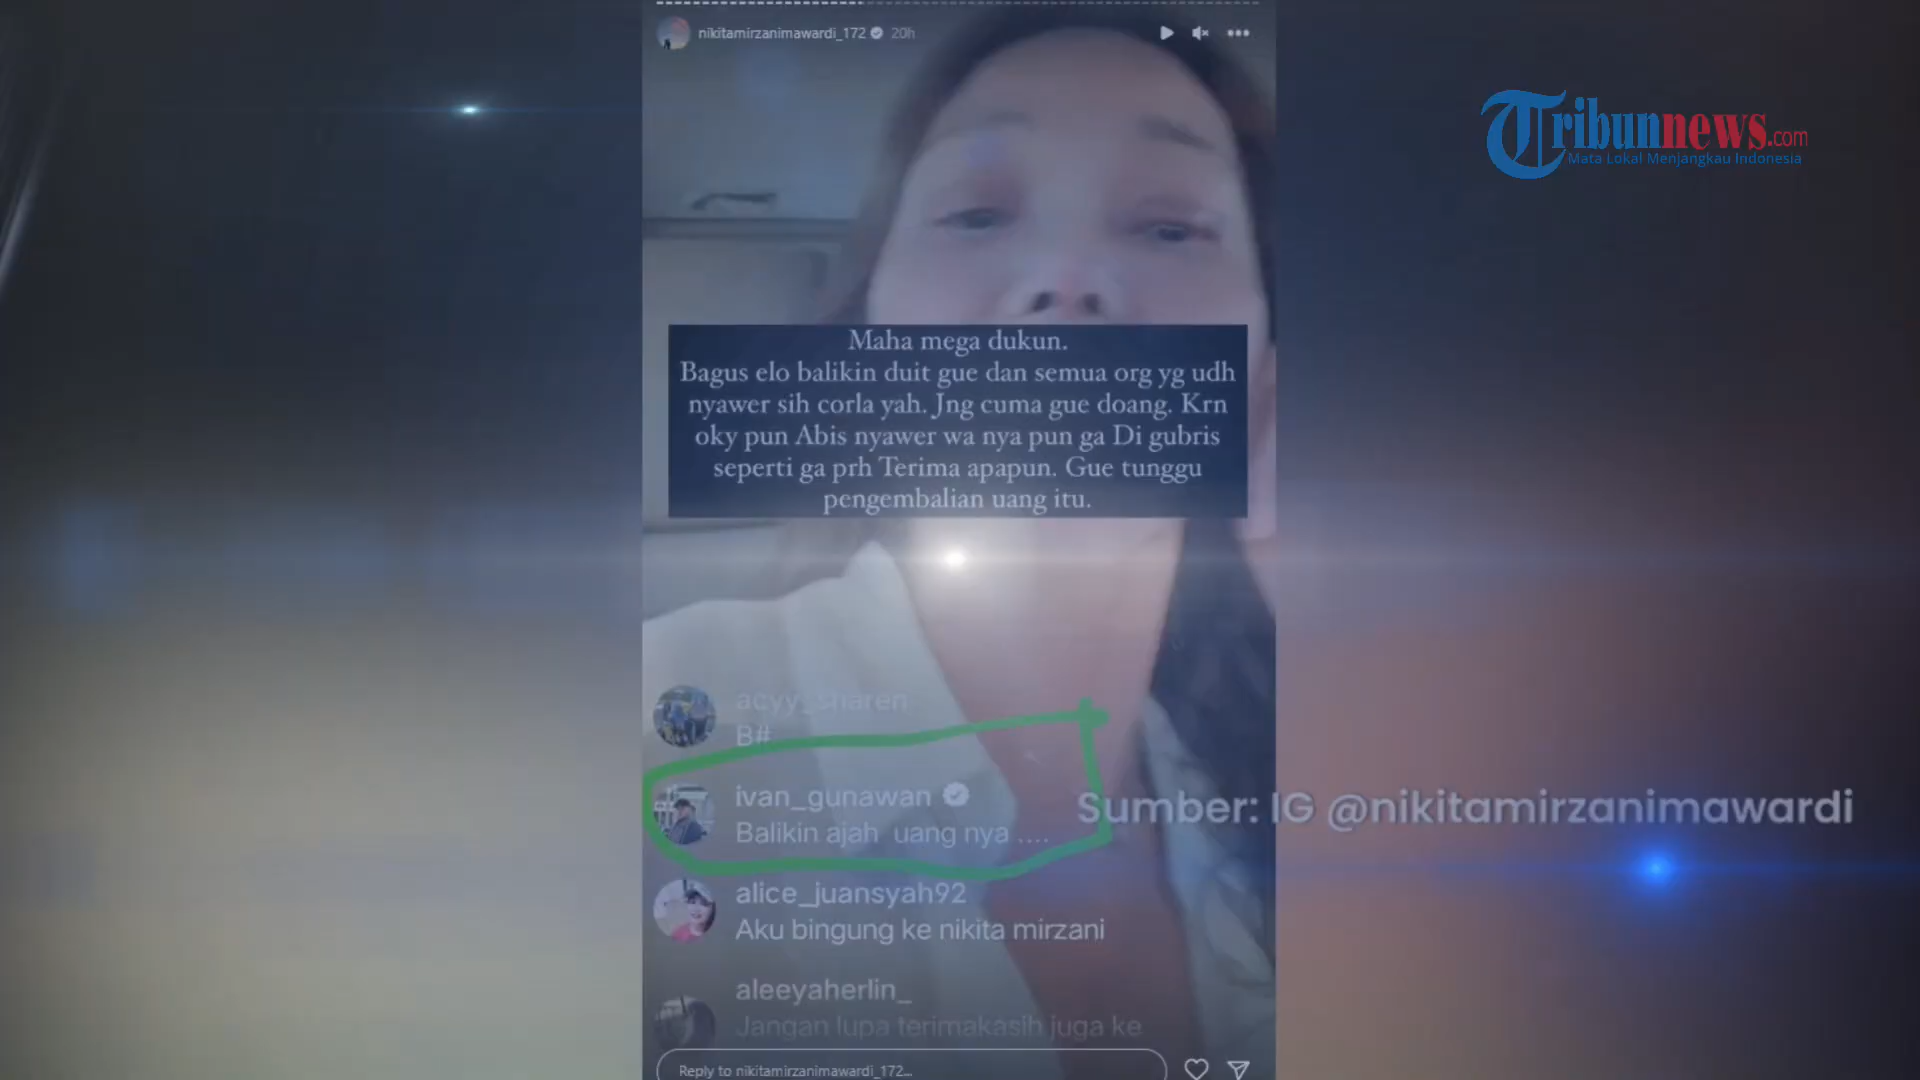 nikitamirzanimawardi_172 20h
Tribunnews.com
Mata Lokal Menjangkau Indonesia
Maha mega dukun.
Bagus elo balikin duit gue dan semua org yg udh
nyawer sih corla yah. Jng cuma gue doang. Krn
oky pun Abis nyawer wa nya pun ga Di gubris
seperti ga prh Terima apapun. Gue tunggu
pengembalian uang itu.
acyy_sharen
B#
ivan_gunawan
Balikin ajah uang nya ....
Sumber: IG @nikitamirzanimawardi
alice_juansyah92
Aku bingung ke nikita mirzani
aleeyaherlin_
Jangan lupa terimakasih juga ke
Reply to nikitamirzanimawardi_172...